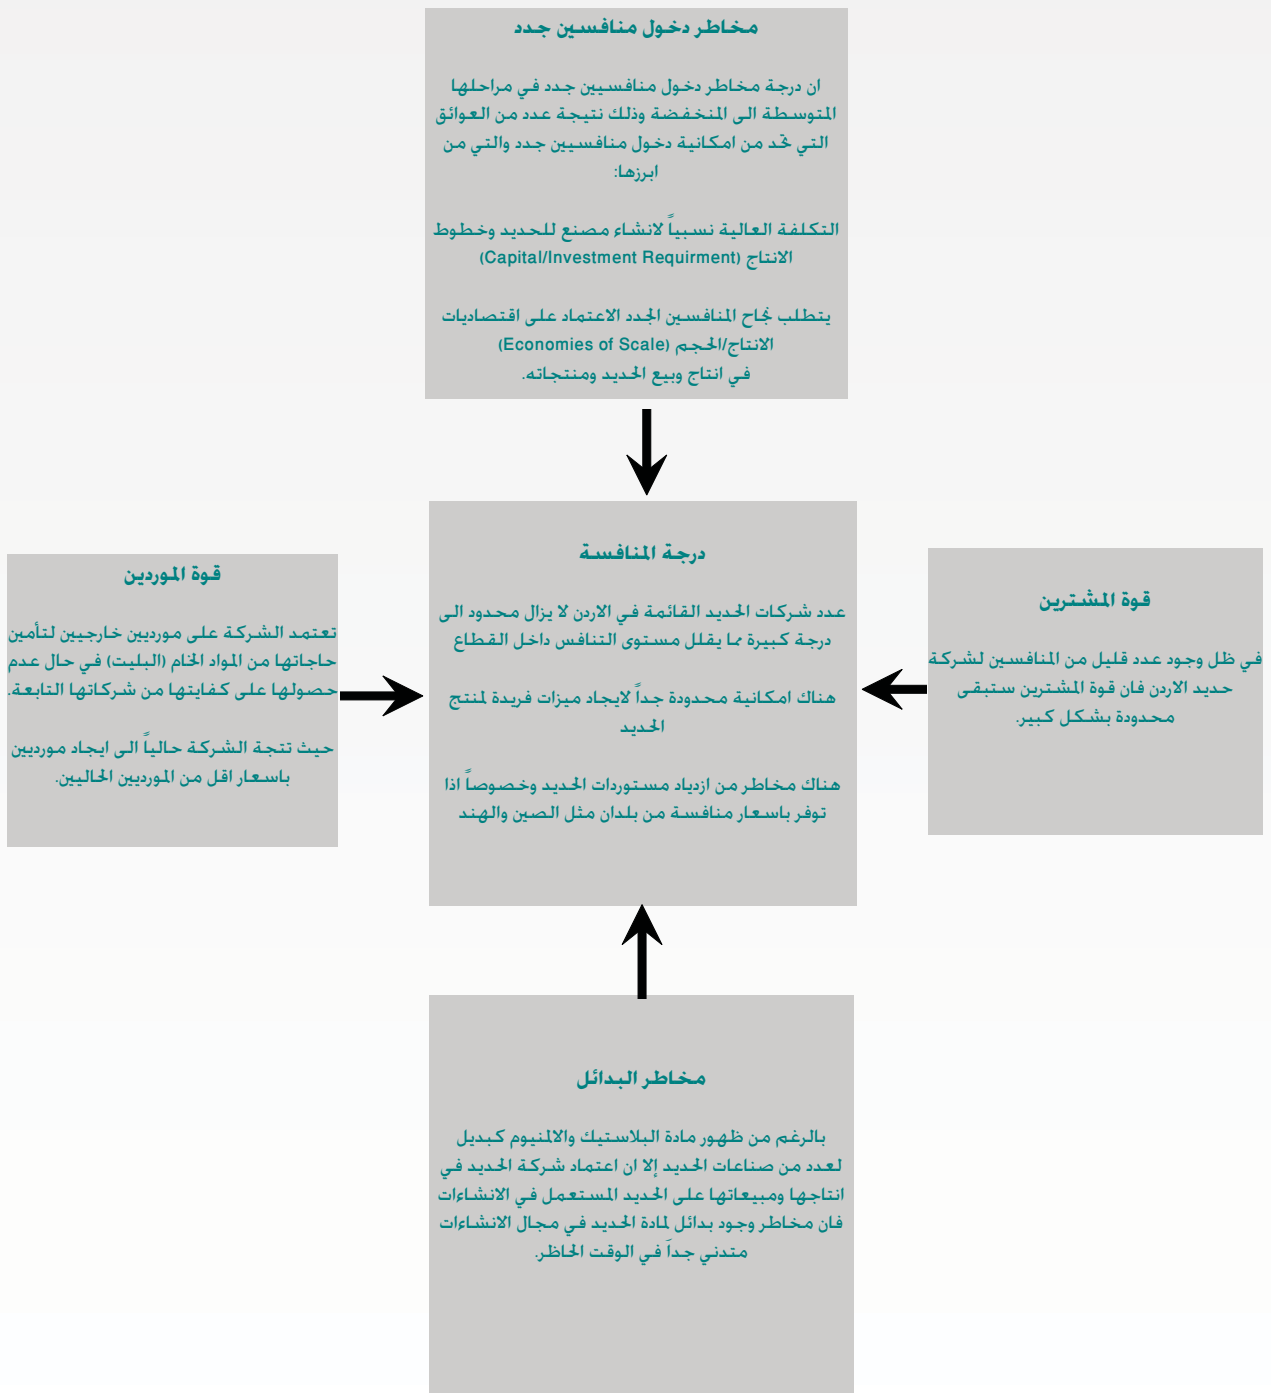 مخاطر دخول منافسين جدد
ان درجة مخاطر دخول منافسيين جدد في مراحلها
المتوسطة الى المنخفضة وذلك نتيجة عدد من العوائق
التي تحد من امكانية دخول منافسيين جدد والتي من
ابرزها:
التكلفة العالية نسبياً لانشاء مصنع للحديد وخطوط
الانتاج (Capital/Investment Requirment)
يتطلب نجاح المنافسين الجدد الاعتماد على اقتصاديات
الانتاج/الحجم (Economies of Scale)
في انتاج وبيع الحديد ومنتجاته.
درجة المنافسة
عدد شركات الحديد القائمة في الاردن لا يزال محدود الى
درجة كبيرة مما يقلل مستوى التنافس داخل القطاع
هناك امكانية محدودة جداً لايجاد ميزات فريدة لمنتج
الحديد
هناك مخاطر من ازدياد مستوردات الحديد وخصوصاً اذا
توفر باسعار منافسة من بلدان مثل الصين والهند
قوة المشترين
في ظل وجود عدد قليل من المنافسين لشركة
حديد الاردن فان قوة المشترين ستبقى
محدودة بشكل كبير.
قوة الموردين
تعتمد الشركة على مورديين خارجيين لتأمين
حاجاتها من المواد الخام (البليت) في حال عدم
حصولها على كفايتها من شركاتها التابعة.
حيث تتجة الشركة حالياً الى ايجاد مورديين
باسعار اقل من المورديين الحاليين.
مخاطر البدائل
بالرغم من ظهور مادة البلاستيك والالمنيوم كبديل
لعدد من صناعات الحديد إلا ان اعتماد شركة الحديد في
انتاجها ومبيعاتها على الحديد المستعمل في الانشاءات
فان مخاطر وجود بدائل لمادة الحديد في مجال الانشاءات
متدني جداً في الوقت الحاظر.